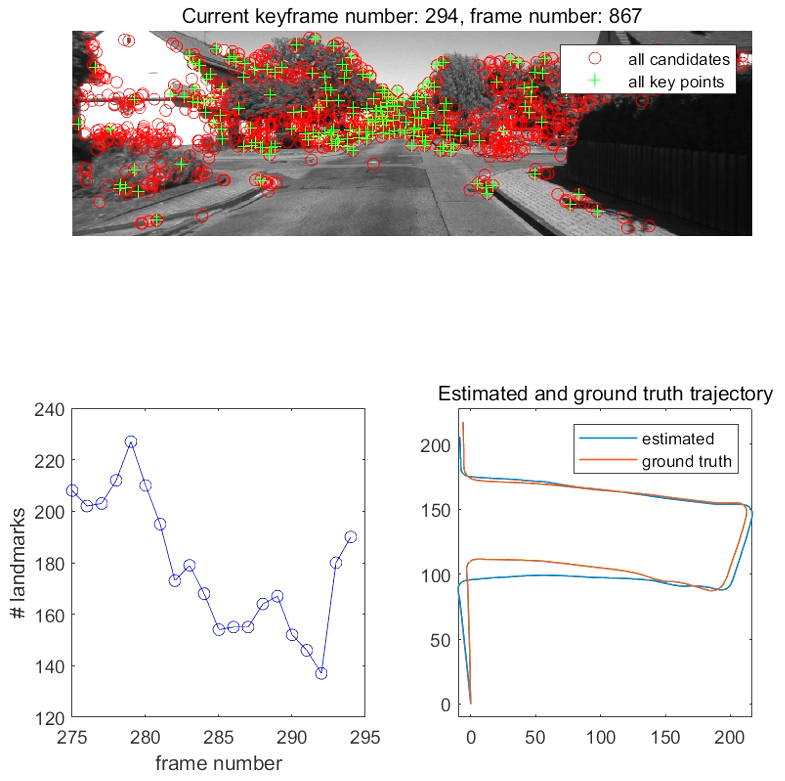 Current keyframe number: 294, frame number: 867
all candidates
all key points
240
220
200
180
160
140
120
275
280
285
290
295
# landmarks
frame number
Estimated and ground truth trajectory
estimated
ground truth
200
150
100
50
0
0
50
100
150
200